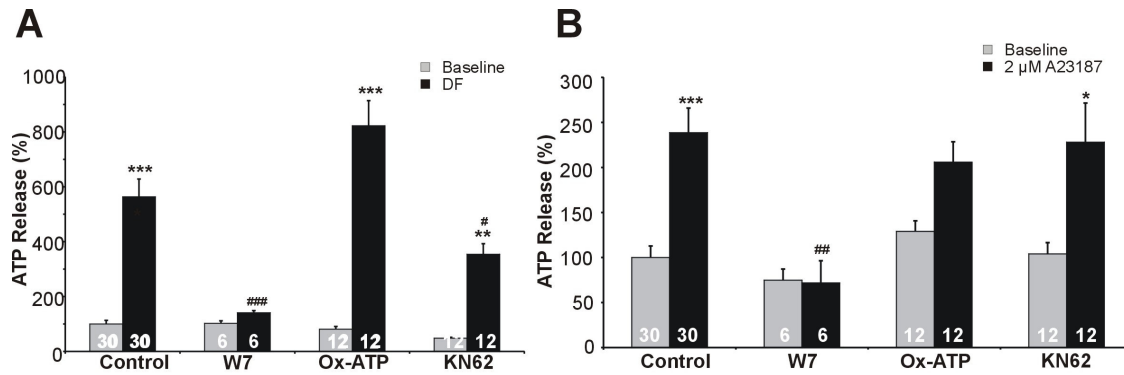 A
Baseline
DF
ATP Release (%)
1000
800
600
400
200
0
***
###
***
#
**
30 30 6 6 12 12 12 12
Control W7 Ox-ATP KN62
B
Baseline
2 µM A23187
ATP Release (%)
300
250
200
150
100
50
0
***
##
*
30 30 6 6 12 12 12 12
Control W7 Ox-ATP KN62